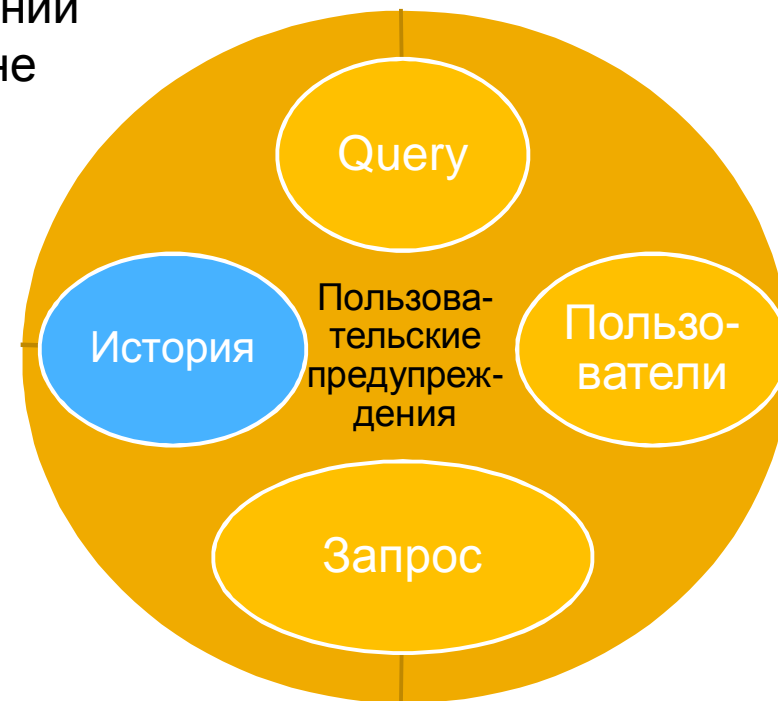 Query
История
Пользова-
тельские
предупреж-
дения
Пользо-
ватели
Запрос